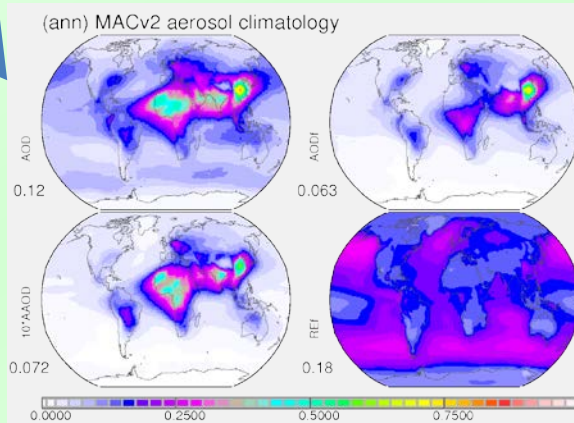 (ann) MACv2 aerosol climatology
AOD
0.12
AODf
0.063
10*AAOD
0.072
REf
0.18
0.0000 0.2500 0.5000 0.7500